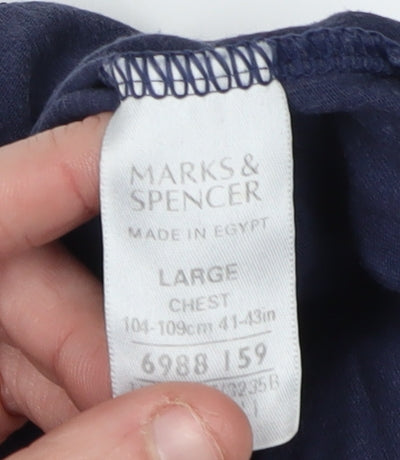 MARKS &
SPENCER
MADE IN EGYPT
LARGE
CHEST
104-109cm 41-43in
6988 159